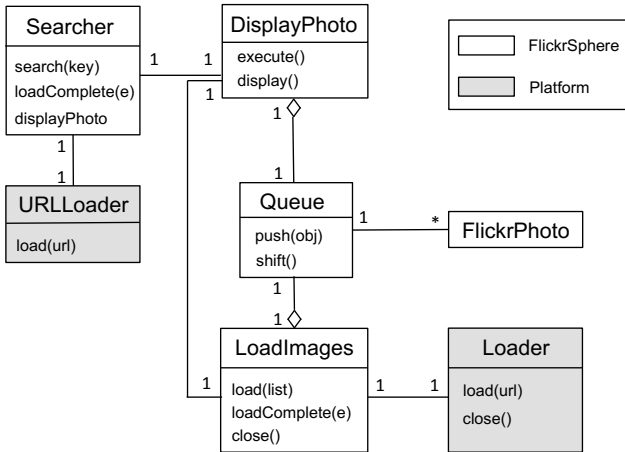 Searcher
search(key)
loadComplete(e)
displayPhoto
1
1
DisplayPhoto
execute()
display()
1
1
1
1
FlickrSphere
Platform
1
URLLoader
load(url)
1
Queue
push(obj)
shift()
1
*
FlickrPhoto
1
1
LoadImages
load(list)
loadComplete(e)
close()
1
1
1
Loader
load(url)
close()